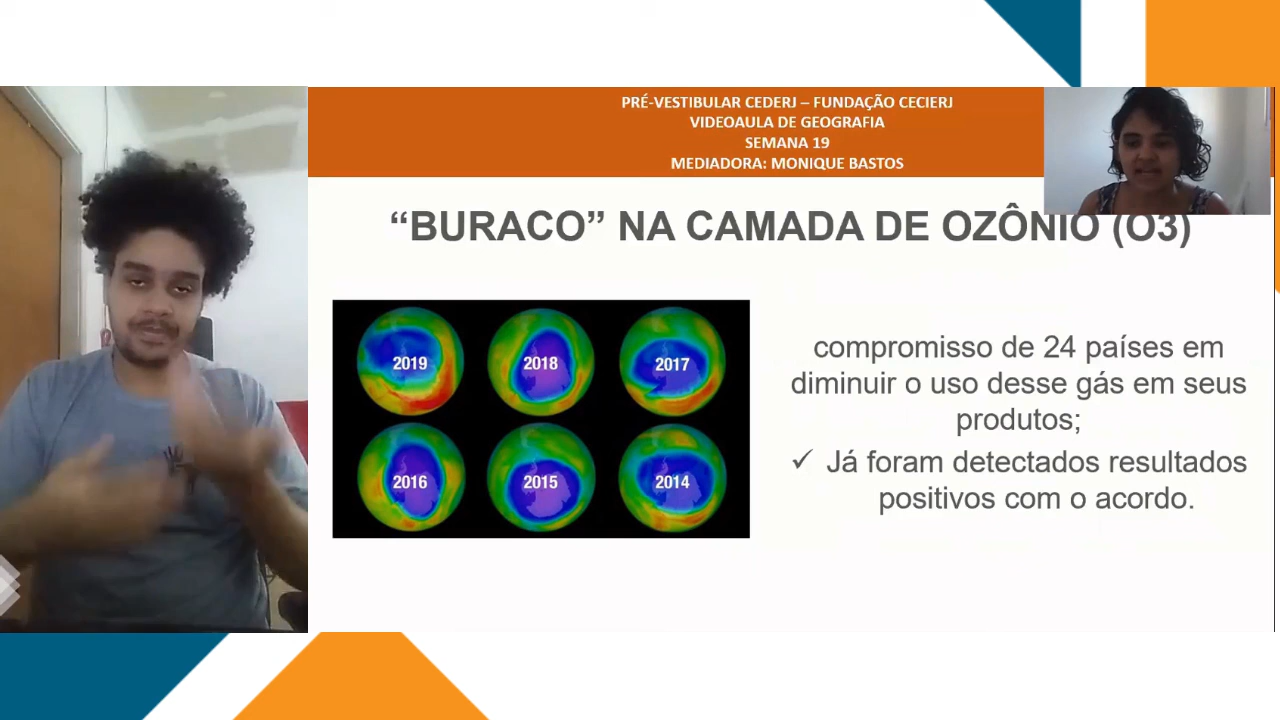 PRÉ-VESTIBULAR CEDERJ – FUNDAÇÃO CECIERJ
VIDEOAULA DE GEOGRAFIA
SEMANA 19
MEDIADORA: MONIQUE BASTOS
“BURACO” NA CAMADA DE OZÔNIO (O3)
2019
2018
2017
2016
2015
2014
compromisso de 24 países em
diminuir o uso desse gás em seus
produtos;
✓ Já foram detectados resultados
positivos com o acordo.